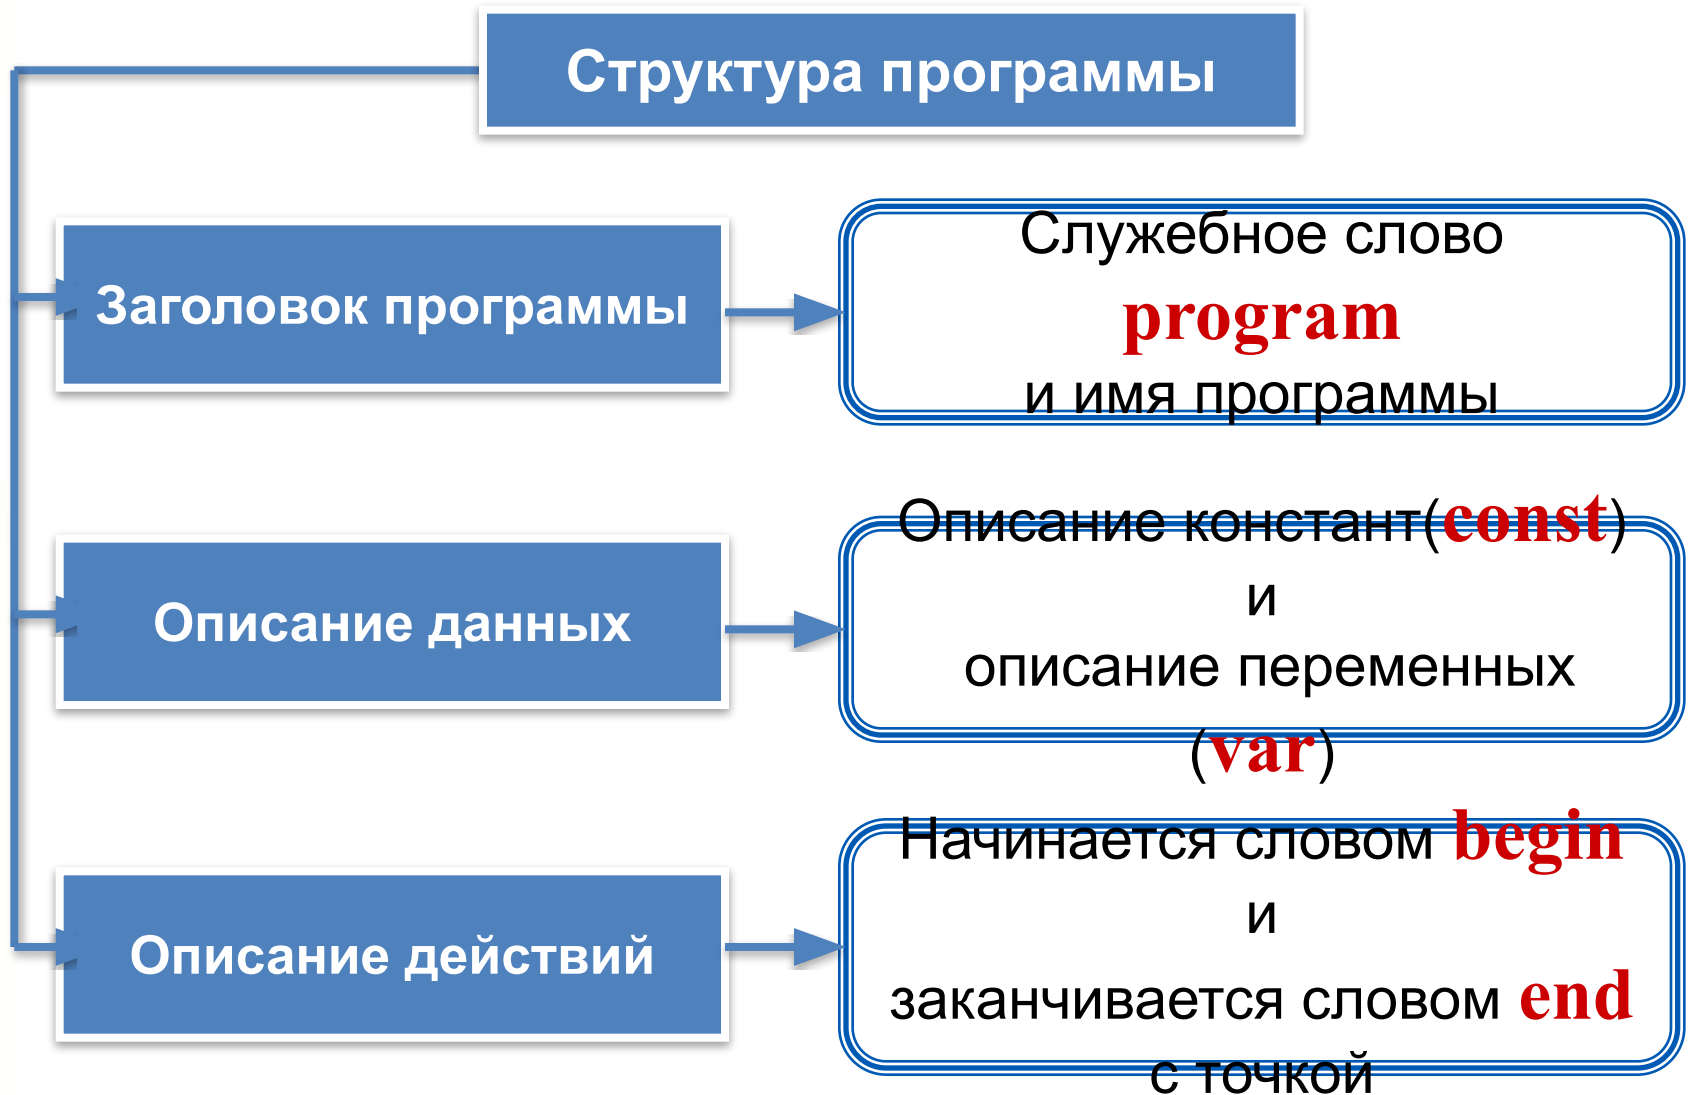 Структура программы
Заголовок программы
Служебное слово
program
и имя программы
Описание данных
Описание констант(const)
и
описание переменных
(var)
Описание действий
Начинается словом begin
и
заканчивается словом end
с точкой